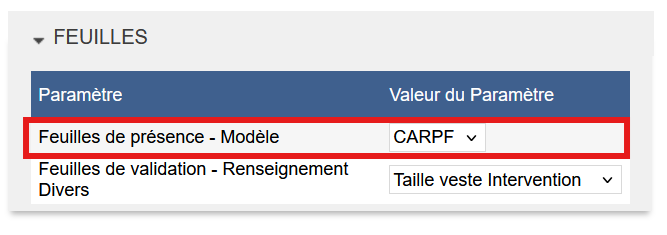 FEUILLES
Paramètre Valeur du Paramètre
Feuilles de présence - Modèle CARPF
Feuilles de validation - Renseignement
Divers Taille veste Intervention